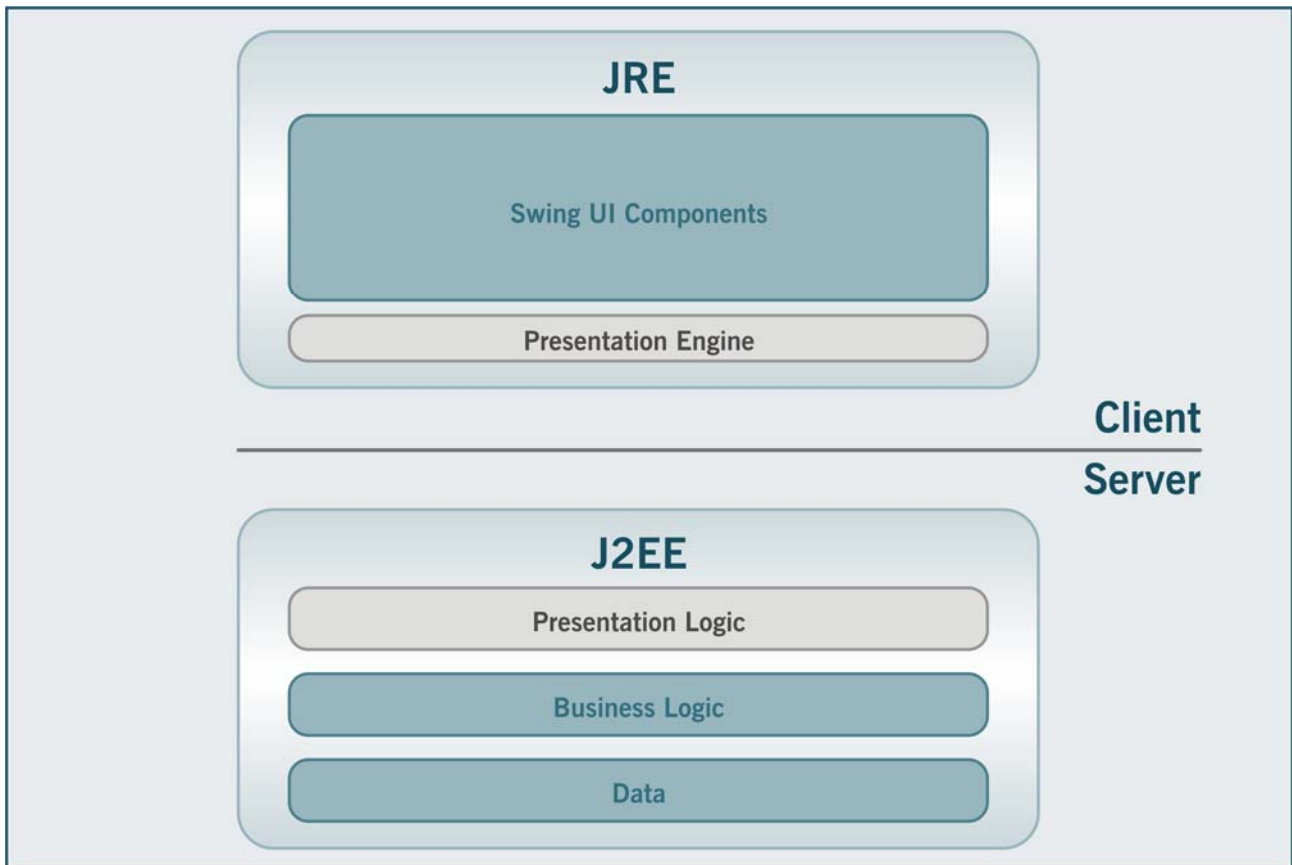 JRE
Swing UI Components
Presentation Engine
Client
Server
J2EE
Presentation Logic
Business Logic
Data